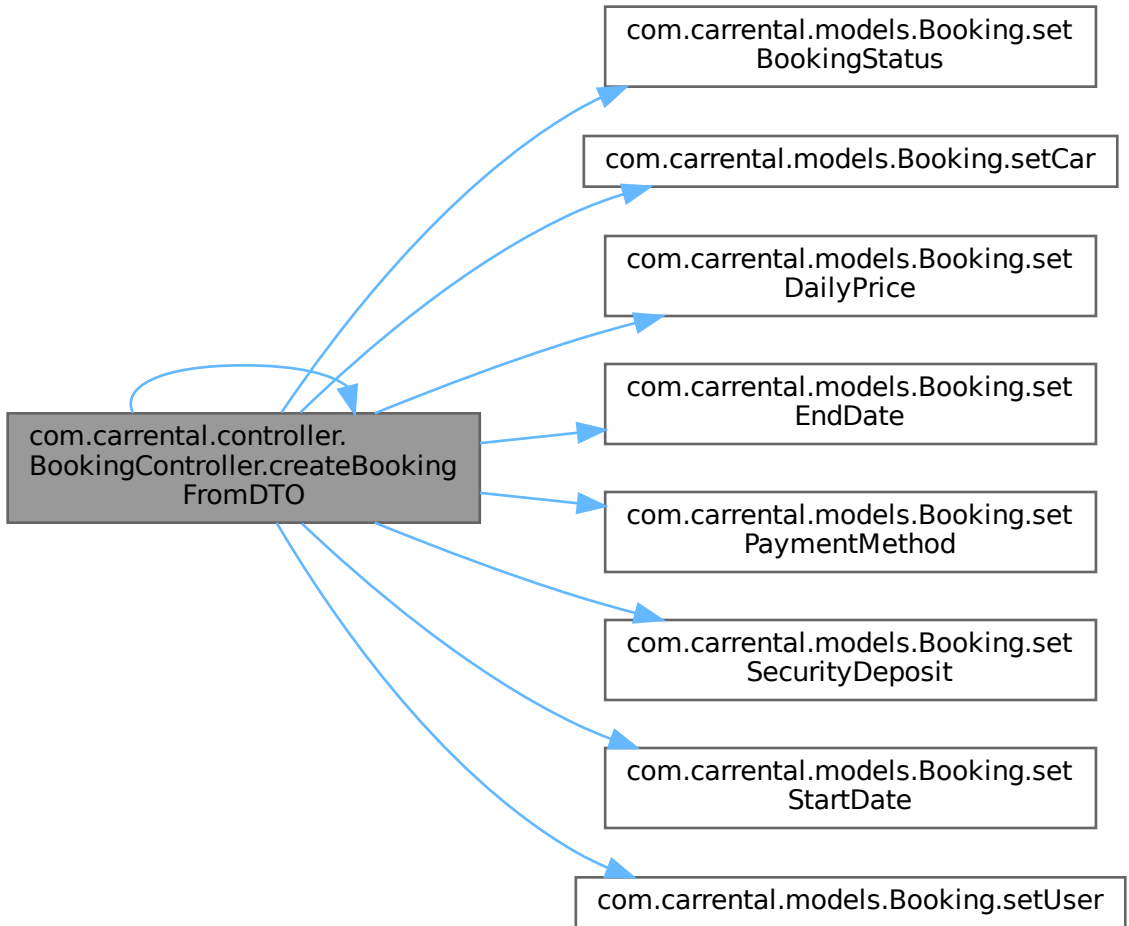 com.carrental.models.Booking.set
BookingStatus
com.carrental.models.Booking.setCar
com.carrental.models.Booking.set
DailyPrice
com.carrental.models.Booking.set
EndDate
com.carrental.controller.
BookingController.createBooking
FromDTO
com.carrental.models.Booking.set
PaymentMethod
com.carrental.models.Booking.set
SecurityDeposit
com.carrental.models.Booking.set
StartDate
com.carrental.models.Booking.setUser